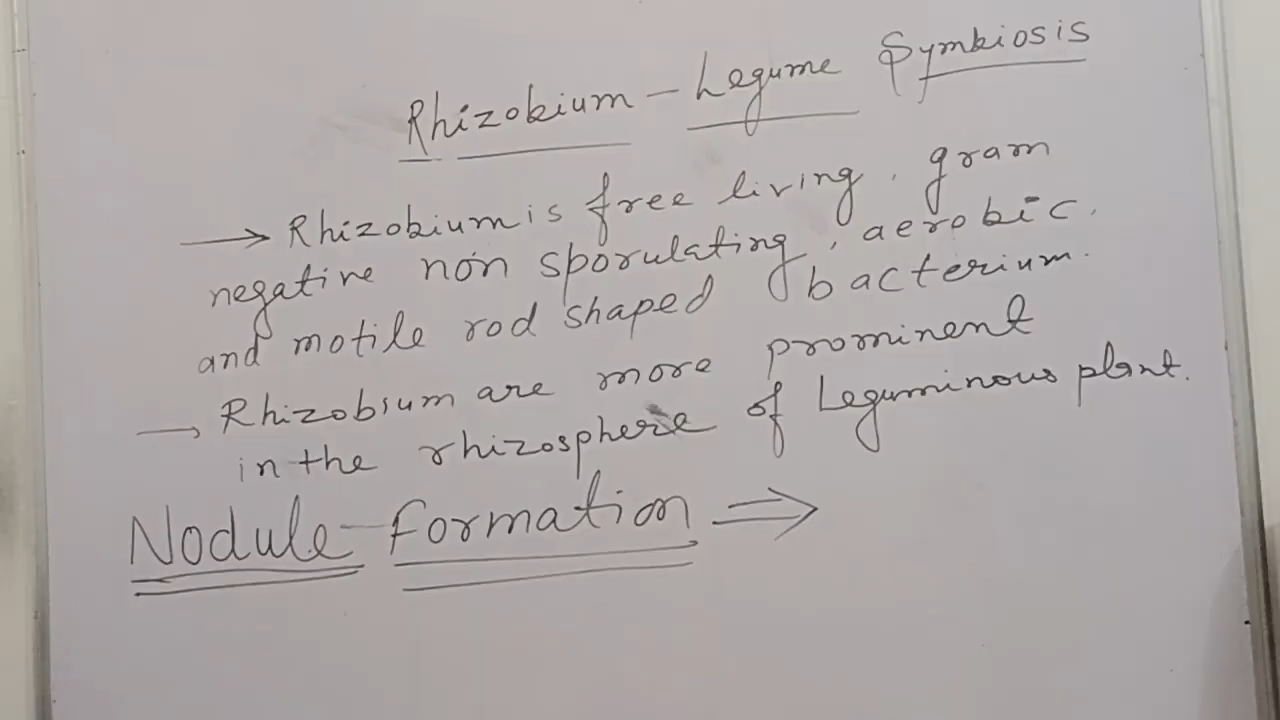 Rhizobium - Legume Symbiosis
→ Rhizobium is free living, gram
negative non sporulating, aerobic.
and motile rod shaped bacterium.
→ Rhizobium are more prominent
in the rhizosphere of Leguminous plant.
Nodule-formation ⇒